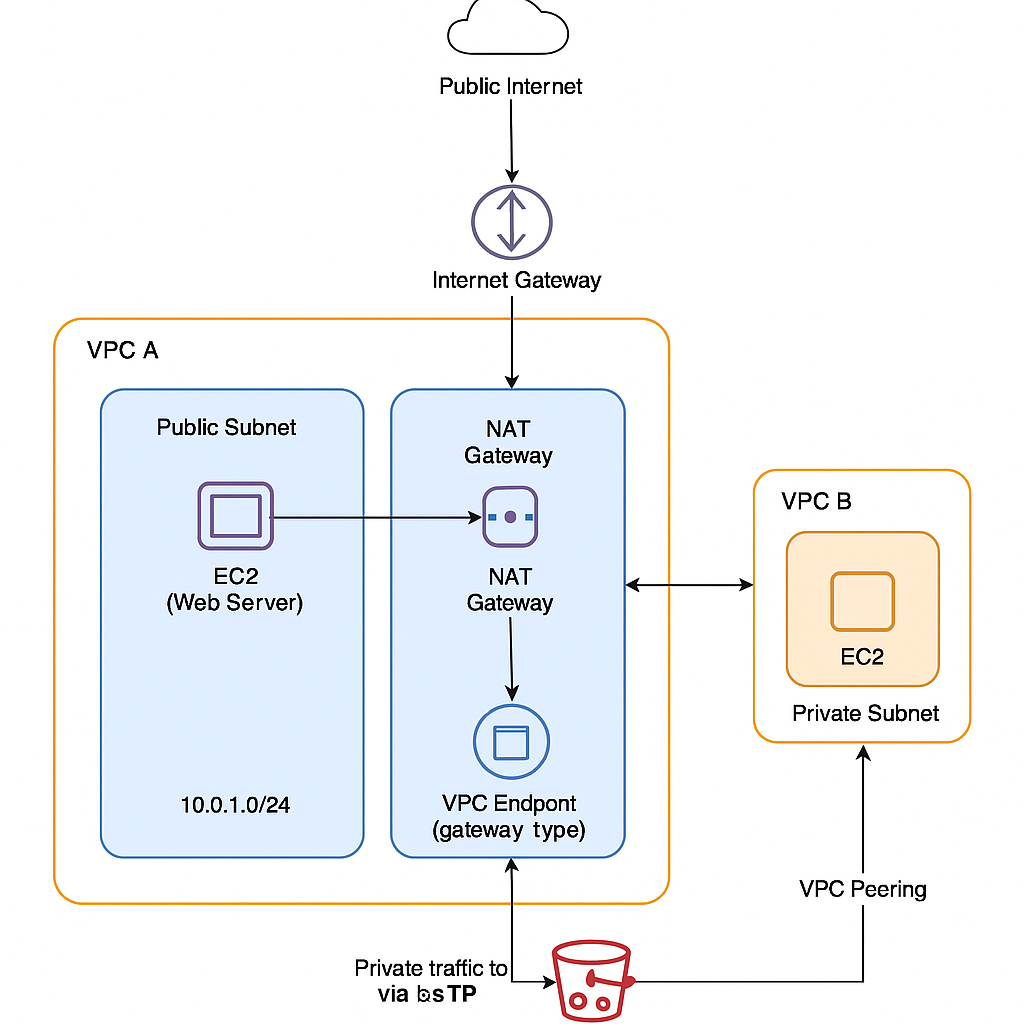 Public Internet
Internet Gateway
VPC A
Public Subnet
EC2
(Web Server)
10.0.1.0/24
NAT
Gateway
NAT
Gateway
VPC Endpont
(gateway type)
VPC B
EC2
Private Subnet
VPC Peering
Private traffic to
via TP